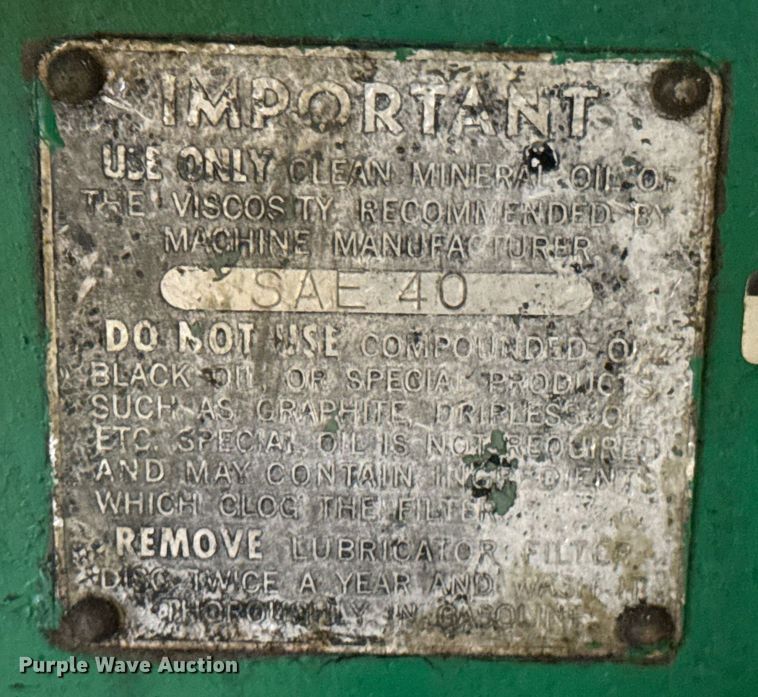 IMPORTANT
USE ONLY CLEAN MINERAL OIL OF
THE VISCOSITY RECOMMENDED BY
MACHINE MANUFACTURER
SAE 40
DO NOT USE COMPOUNDED OR
BLACK OIL, OR SPECIAL PRODUCTS
SUCH AS GRAPHITE, DRIPLESS OIL
ETC. SPECIAL OIL IS NOT REQUIRED
AND MAY CONTAIN INGREDIENTS
WHICH CLOG THE FILTER
REMOVE LUBRICATOR FILTER
DISC TWICE A YEAR AND WASH IT
THOROUGHLY IN GASOLINE
Purple Wave Auction